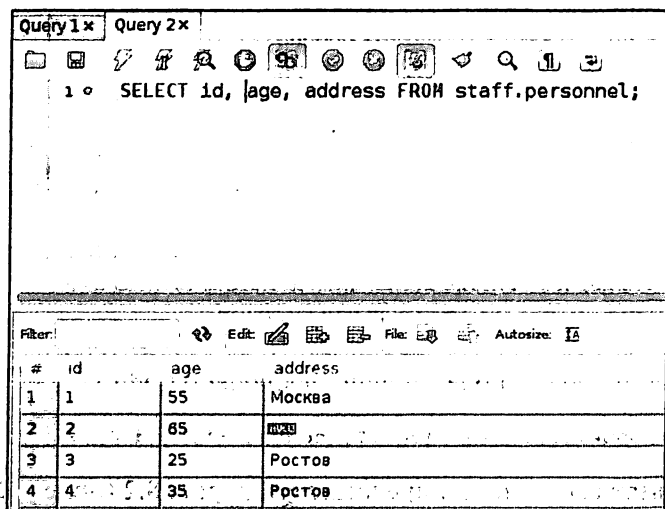 Query 1 × Query 2 ×
1 SELECT id, age, address FROM staff.personnel;
Filter: Edit: File: Autosize:
# id age address
1 1 55 Москва
2 2 65
3 3 25 Ростов
4 4 35 Ростов